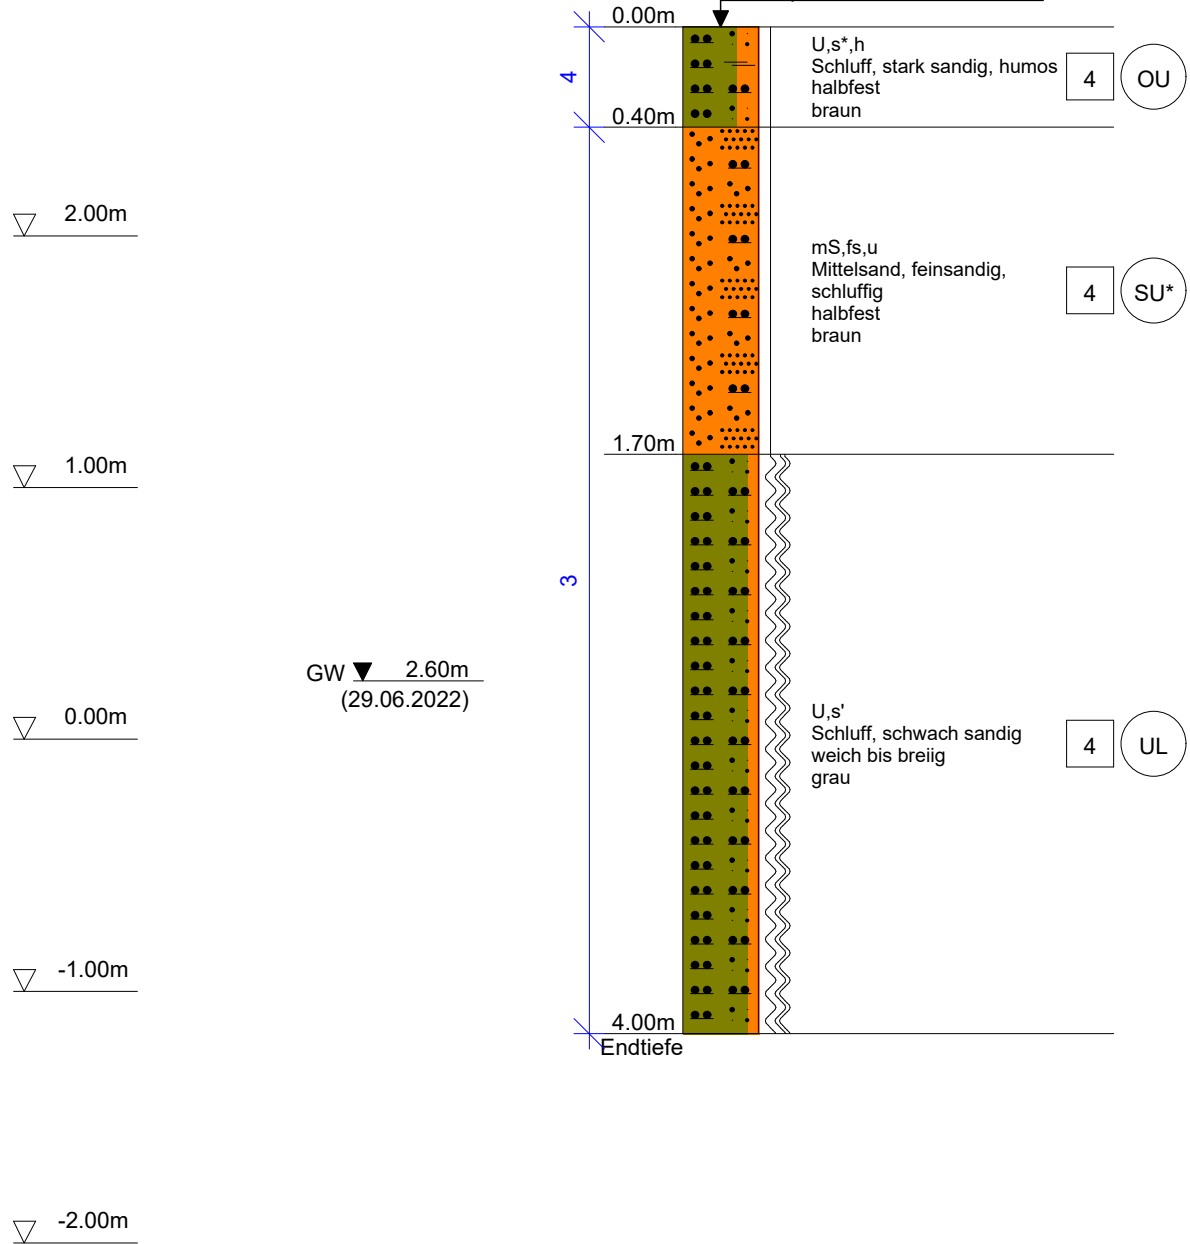 0.00m
U,s*,h
Schluff, stark sandig, humos
halbfest
braun
4
OU
4
0.40m
2.00m
mS,fs,u
Mittelsand, feinsandig,
schluffig
halbfest
braun
4
SU*
1.70m
1.00m
3
GW 2.60m
(29.06.2022)
0.00m
U,s'
Schluff, schwach sandig
weich bis breiig
grau
4
UL
-1.00m
4.00m
Endtiefe
-2.00m